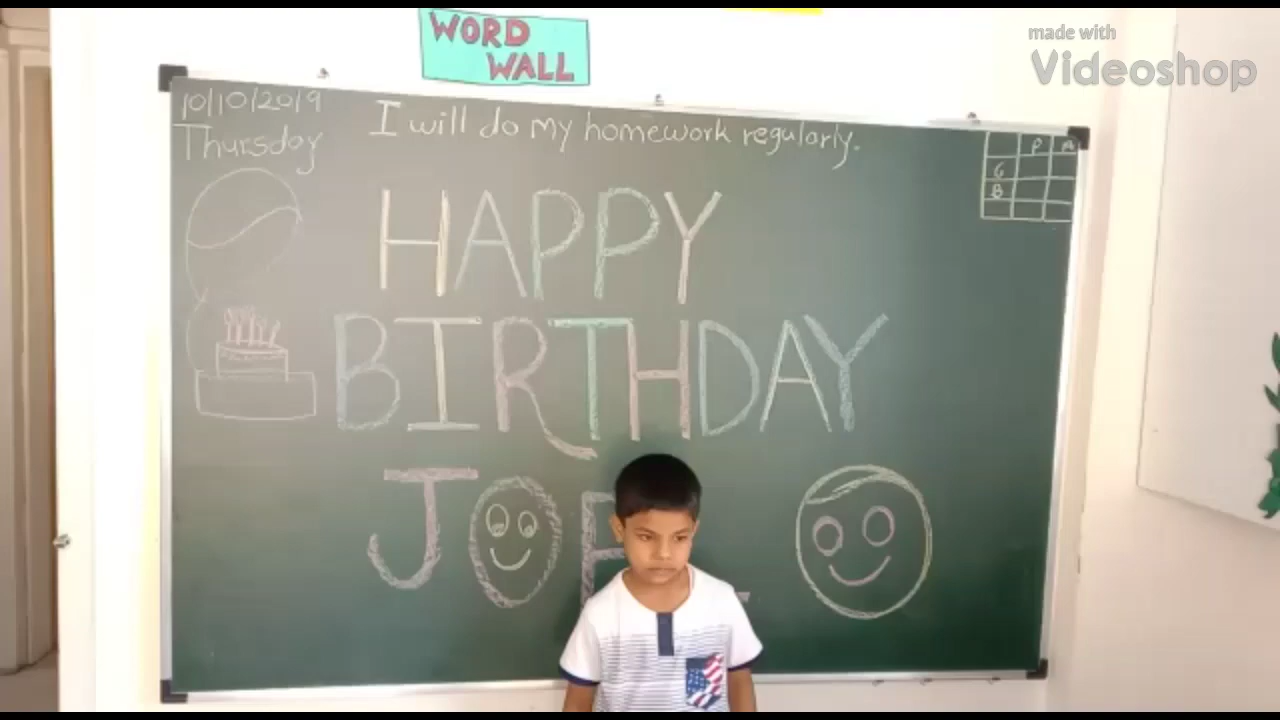 WORD
WALL
made with
Videoshop
10/10/2019
Thursday
I will do my homework regularly.
P A
G
B
HAPPY
BIRTHDAY